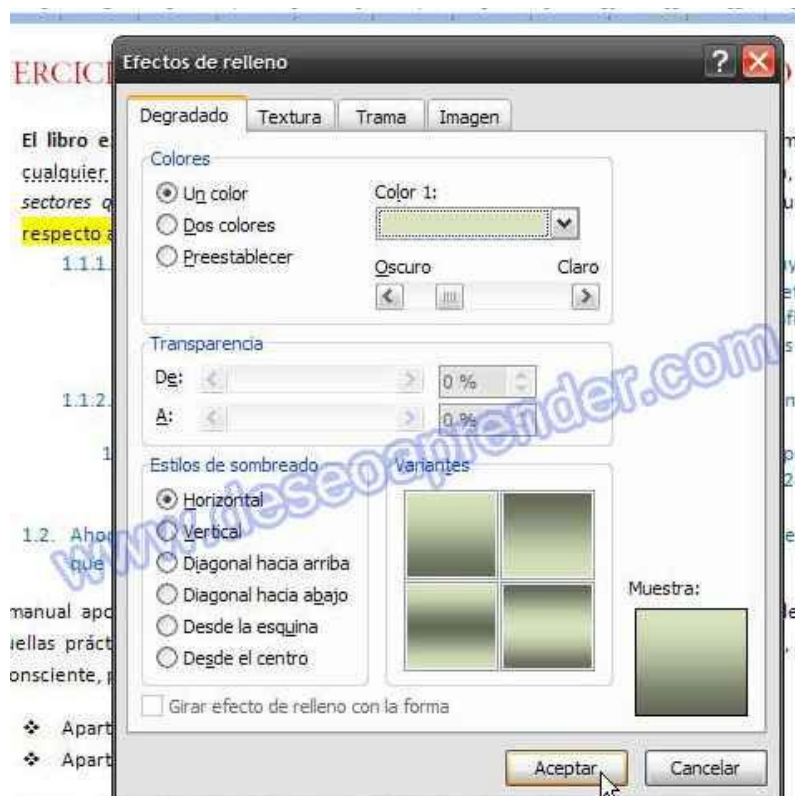 ERCICI
Efectos de relleno
Degradado Textura Trama Imagen
El libro e
cualquier
sectores q
respecto a
Colores
Un color
Dos colores
Preestablecer
Color 1:
Oscuro Claro
1.1.1.
Transparencia
De: 0 %
A: 0 %
1.1.2.
www.deseoaprender.com
Estilos de sombreado
Horizontal
Vertical
Diagonal hacia arriba
Diagonal hacia abajo
Desde la esquina
Desde el centro
Variantes
1.2. Ahor
que
Muestra:
manual apo
uellas práct
onsciente, p
Girar efecto de relleno con la forma
❖ Apart
❖ Apart
Aceptar Cancelar